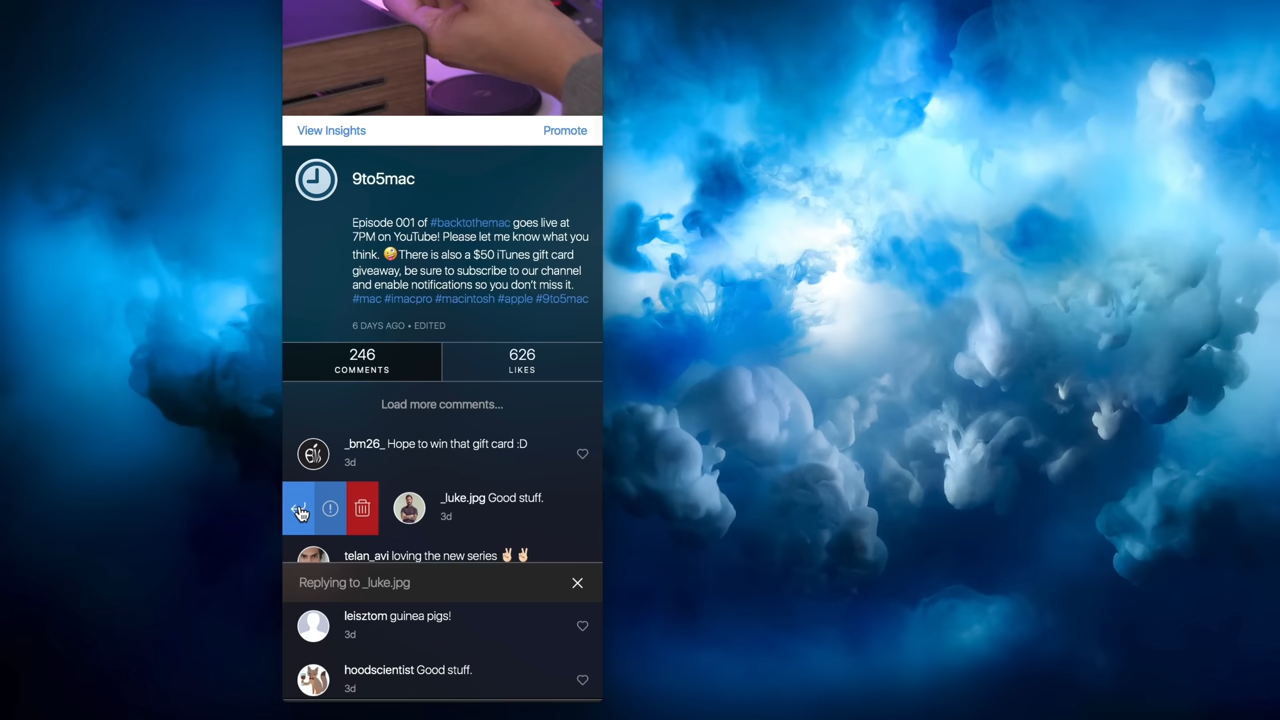 View Insights
Promote
9to5mac
Episode 001 of #backtothemac goes live at
7PM on YouTube! Please let me know what you
think. 🤪There is also a $50 iTunes gift card
giveaway, be sure to subscribe to our channel
and enable notifications so you don't miss it.
#mac #imacpro #macintosh #apple #9to5mac
6 DAYS AGO • EDITED
246
COMMENTS
626
LIKES
Load more comments...
_bm26_ Hope to win that gift card :D
3d
_luke.jpg Good stuff.
3d
telan_avi loving the new series ✌🏻 ✌🏻
Replying to _luke.jpg
leisztom guinea pigs!
3d
hoodscientist Good stuff.
3d